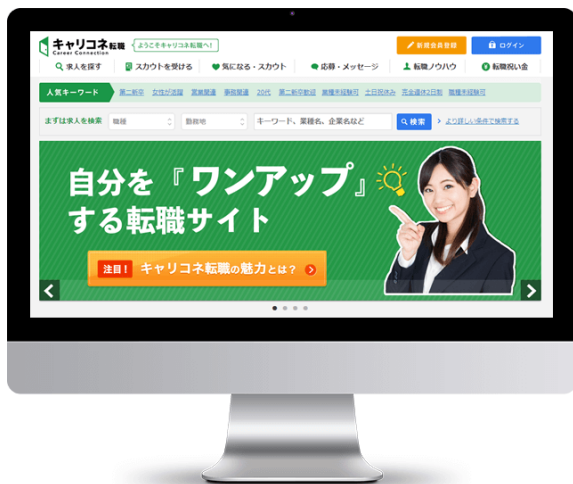 キャリコネ転職
Career Connection
ようこそキャリコネ転職へ!
新規会員登録
ログイン
求人を探す
スカウトを受ける
気になる・スカウト
応募・メッセージ
転職ノウハウ
転職祝い金
人気キーワード
第二新卒 女性が活躍 営業関連 事務関連 20代 第二新卒歓迎 業種未経験可 土日祝休み 完全週休2日制 職種未経験可
まずは求人を検索
職種
勤務地
キーワード、業種名、企業名など
検索
より詳しい条件で検索する
自分を『ワンアップ』
する転職サイト
注目!
キャリコネ転職の魅力とは?